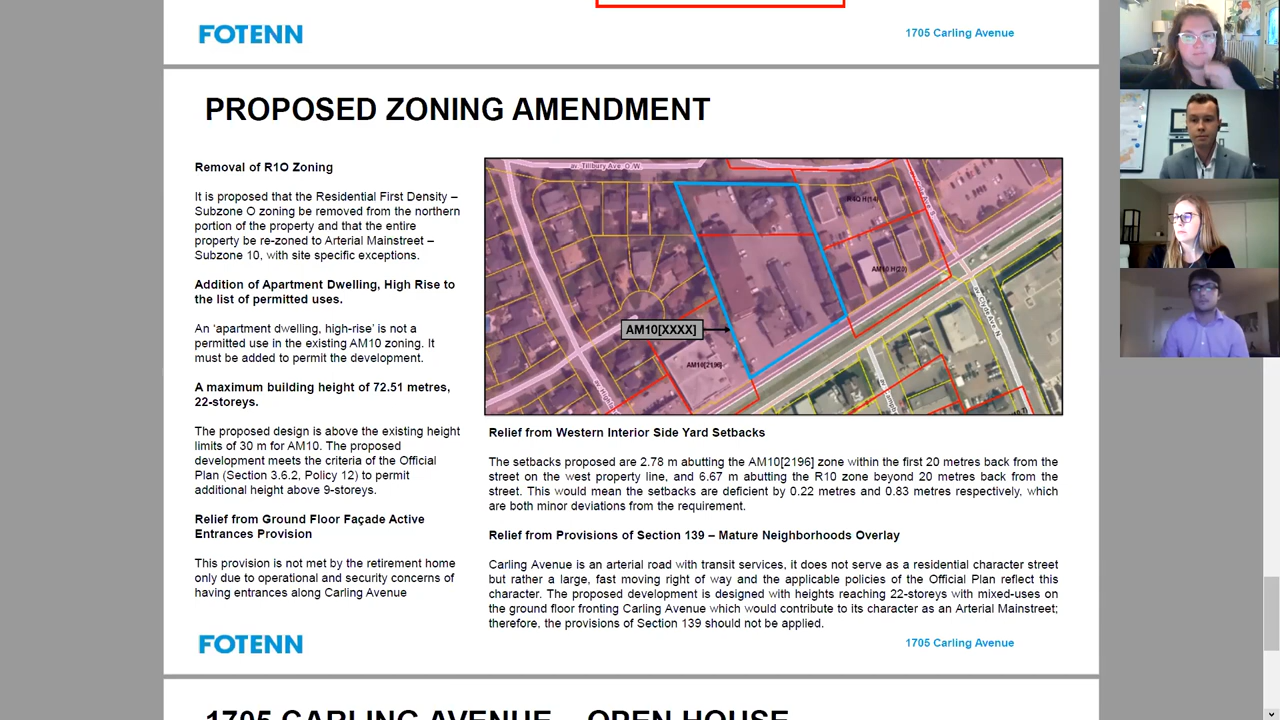 FOTENN
1705 Carling Avenue
PROPOSED ZONING AMENDMENT
Removal of R1O Zoning
It is proposed that the Residential First Density –
Subzone O zoning be removed from the northern
portion of the property and that the entire
property be re-zoned to Arterial Mainstreet –
Subzone 10, with site specific exceptions.
Addition of Apartment Dwelling, High Rise to
the list of permitted uses.
An ‘apartment dwelling, high-rise’ is not a
permitted use in the existing AM10 zoning. It
must be added to permit the development.
A maximum building height of 72.51 metres,
22-storeys.
The proposed design is above the existing height
limits of 30 m for AM10. The proposed
development meets the criteria of the Official
Plan (Section 3.6.2, Policy 12) to permit
additional height above 9-storeys.
Relief from Ground Floor Façade Active
Entrances Provision
This provision is not met by the retirement home
only due to operational and security concerns of
having entrances along Carling Avenue
av. Tillbury Ave. O./W.
R4Q H(14)
AM10 H(20)
AM10[XXXX]
AM10[2196]
av. Clyde Ave. N
Relief from Western Interior Side Yard Setbacks
The setbacks proposed are 2.78 m abutting the AM10[2196] zone within the first 20 metres back from the
street on the west property line, and 6.67 m abutting the R10 zone beyond 20 metres back from the
street. This would mean the setbacks are deficient by 0.22 metres and 0.83 metres respectively, which
are both minor deviations from the requirement.
Relief from Provisions of Section 139 – Mature Neighborhoods Overlay
Carling Avenue is an arterial road with transit services, it does not serve as a residential character street
but rather a large, fast moving right of way and the applicable policies of the Official Plan reflect this
character. The proposed development is designed with heights reaching 22-storeys with mixed-uses on
the ground floor fronting Carling Avenue which would contribute to its character as an Arterial Mainstreet;
therefore, the provisions of Section 139 should not be applied.
FOTENN
1705 Carling Avenue
1705 CARLING AVENUE – OPEN HOUSE